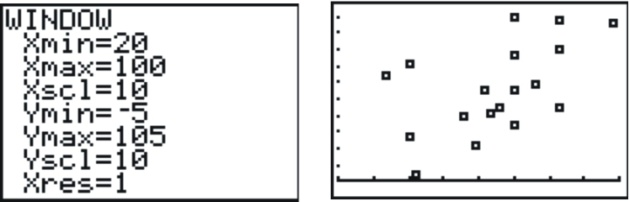 WINDOW
Xmin=20
Xmax=100
Xscl=10
Ymin=-5
Ymax=105
Yscl=10
Xres=1